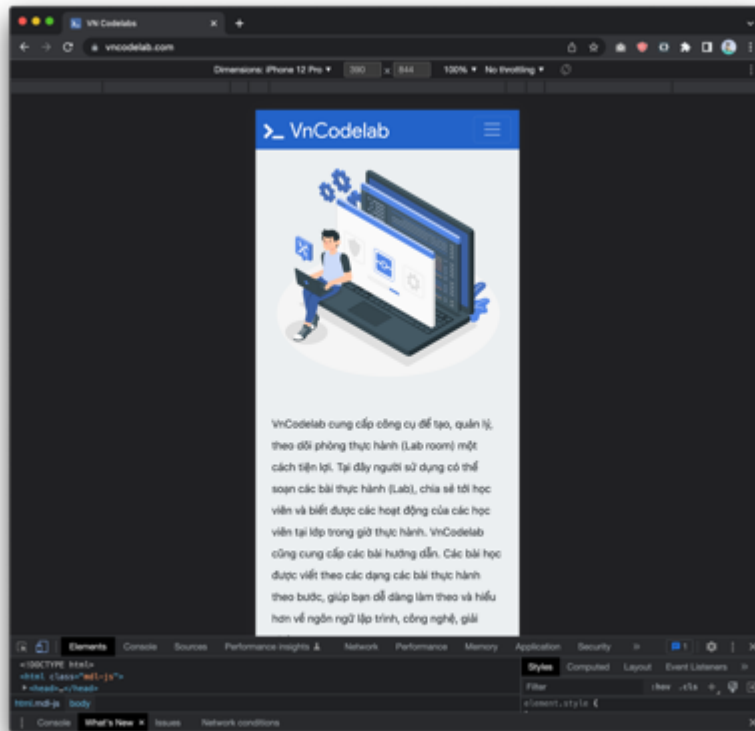 VN Codelabs
vncodelab.com
Dimensions: iPhone 12 Pro 390 x 844 100% No throttling
VnCodelab
VnCodelab cung cấp công cụ để tạo, quản lý,
theo dõi phòng thực hành (Lab room) một
cách tiện lợi. Tại đây người sử dụng có thể
soạn các bài thực hành (Lab), chia sẻ tới học
viên và biết được các hoạt động của các học
viên tại lớp trong giờ thực hành. VnCodelab
cũng cung cấp các bài hướng dẫn. Các bài học
được viết theo các dạng các bài thực hành
theo bước, giúp bạn dễ dàng làm theo và hiểu
hơn về ngôn ngữ lập trình, công nghệ, giải
Elements Console Sources Performance insights Network Performance Memory Application Security » 1
<!DOCTYPE html>
<html class="mdl-js">
<head>…</head>
html.mdl-js body
Styles Computed Layout Event Listeners »
Filter :hov .cls +
element.style {
Console What's New × Issues Network conditions